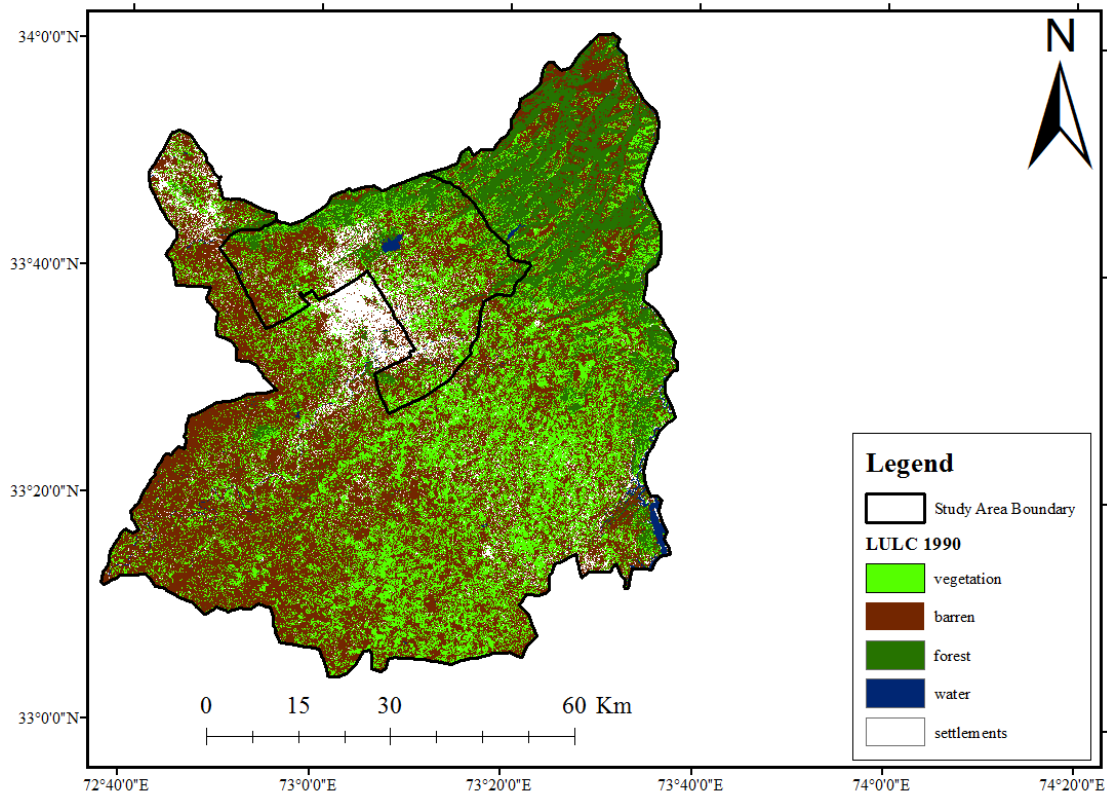 N
34°0'0"N
33°40'0"N
33°20'0"N
33°0'0"N
Legend
Study Area Boundary
LULC 1990
vegetation
barren
forest
water
settlements
0 15 30 60 Km
72°40'0"E 73°0'0"E 73°20'0"E 73°40'0"E 74°0'0"E 74°20'0"E